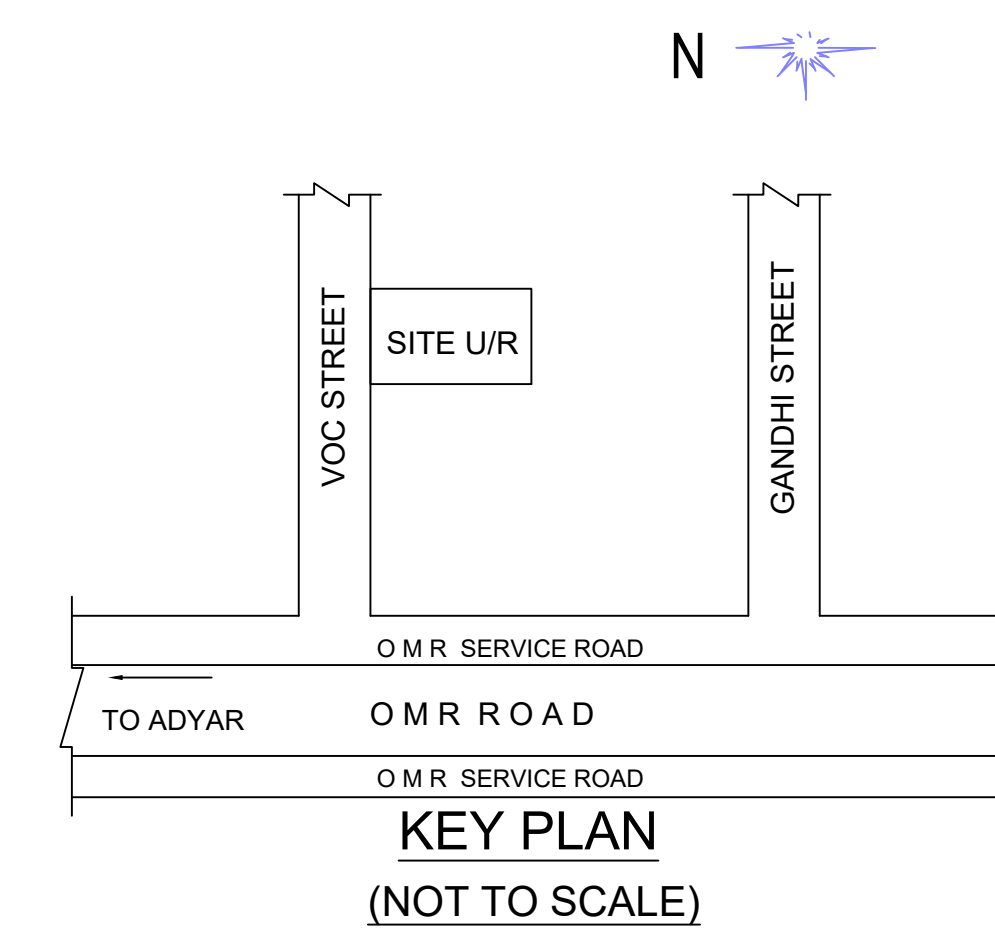 N
VOC STREET
SITE U/R
GANDHI STREET
O M R SERVICE ROAD
TO ADYAR
O M R R O A D
O M R SERVICE ROAD
KEY PLAN
(NOT TO SCALE)